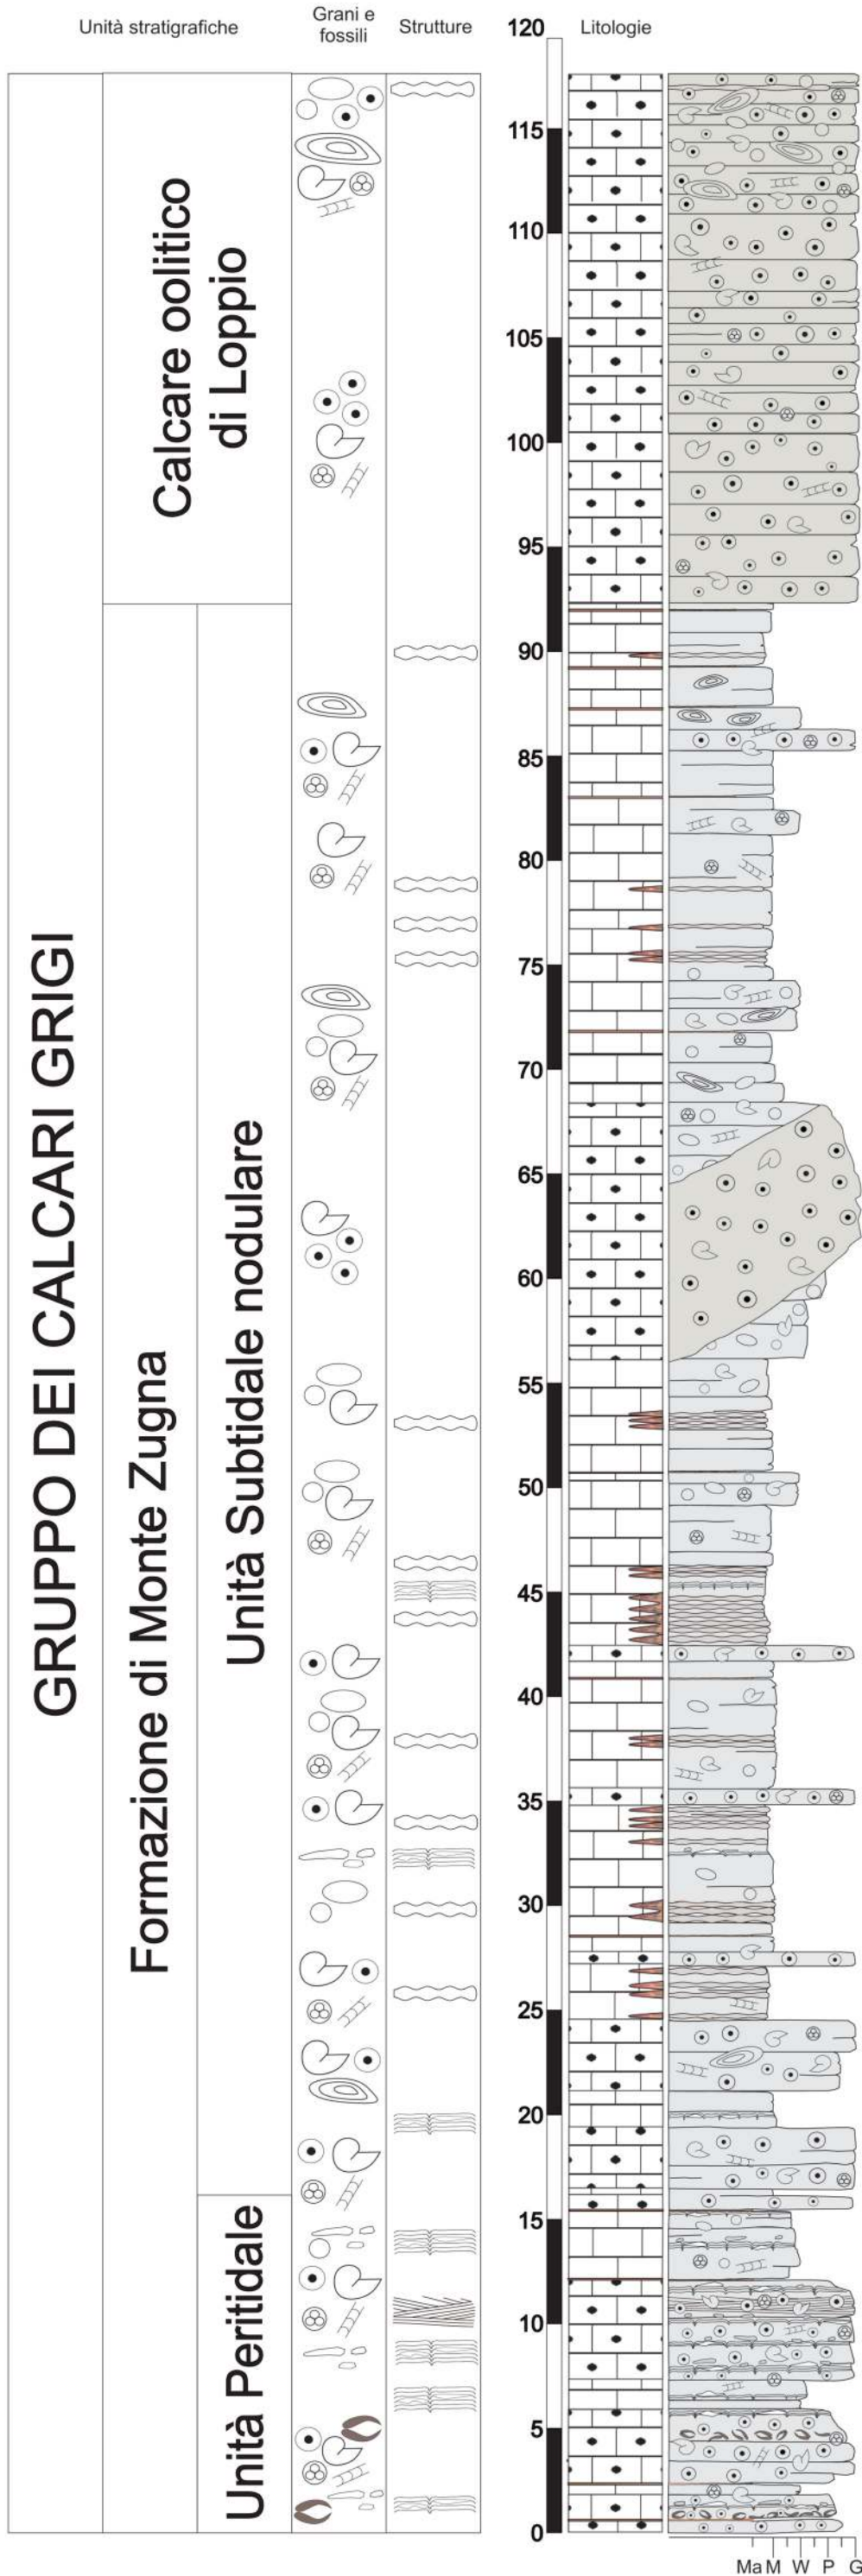 Unità stratigrafiche
Grani e
fossili
Strutture
120
Litologie
GRUPPO DEI CALCARI GRIGI
Calcare oolitico
di Loppio
Formazione di Monte Zugna
Unità Subtidale nodulare
Unità Peritidale
115
110
105
100
95
90
85
80
75
70
65
60
55
50
45
40
35
30
25
20
15
10
5
0
Ma M W P G